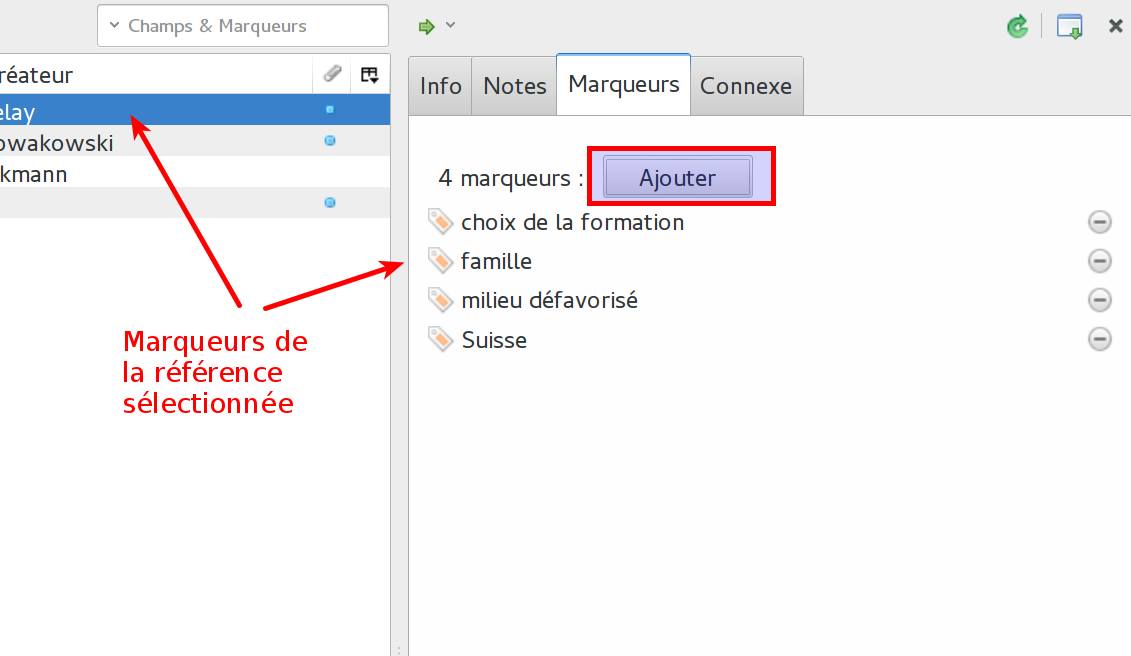 Champs & Marqueurs
réateur
elay
owakowski
kmann
Info Notes Marqueurs Connexe
4 marqueurs : Ajouter
choix de la formation
famille
milieu défavorisé
Suisse
Marqueurs de
la référence
sélectionnée